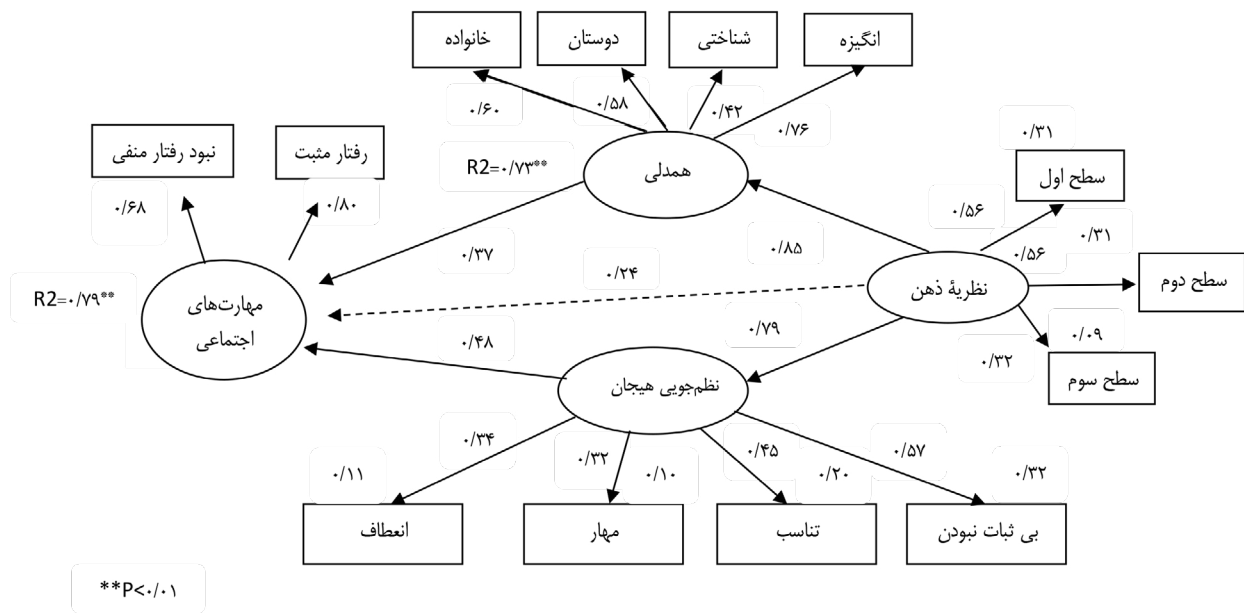 خانواده
دوستان
شناختی
انگیزه
۰/۶۰
۰/۵۸
۰/۴۲
۰/۷۶
نبود رفتار منفی
رفتار مثبت
R2=۰/۷۳**
همدلی
۰/۳۱
سطح اول
۰/۶۸
۰/۸۰
۰/۵۶
۰/۳۱
۰/۵۶
۰/۳۷
۰/۸۵
۰/۲۴
سطح دوم
نظریهٔ ذهن
R2=۰/۷۹**
مهارت‌های
اجتماعی
۰/۴۸
۰/۷۹
۰/۰۹
۰/۳۲
سطح سوم
نظم‌جویی هیجان
۰/۳۴
۰/۱۱
۰/۳۲
۰/۱۰
۰/۴۵
۰/۲۰
۰/۵۷
۰/۳۲
انعطاف
مهار
تناسب
بی ثبات نبودن
**P<۰/۰۱